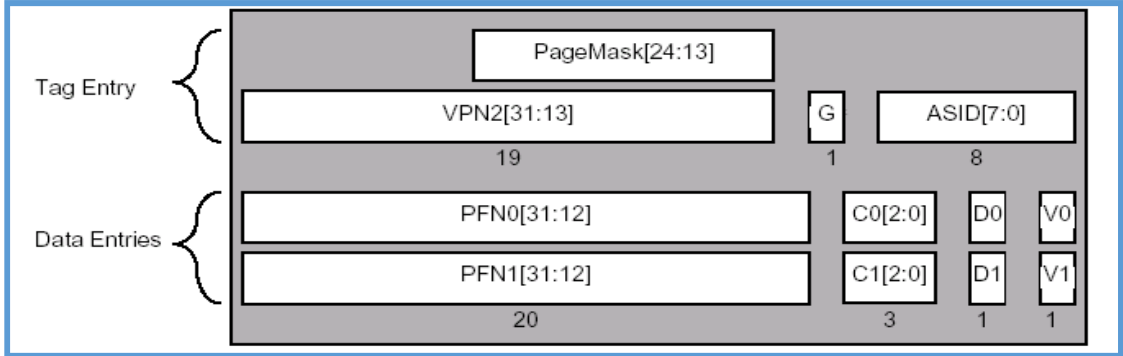 PageMask[24:13]
Tag Entry
VPN2[31:13] G ASID[7:0]
19 1 8
PFN0[31:12] C0[2:0] D0 V0
Data Entries
PFN1[31:12] C1[2:0] D1 V1
20 3 1 1